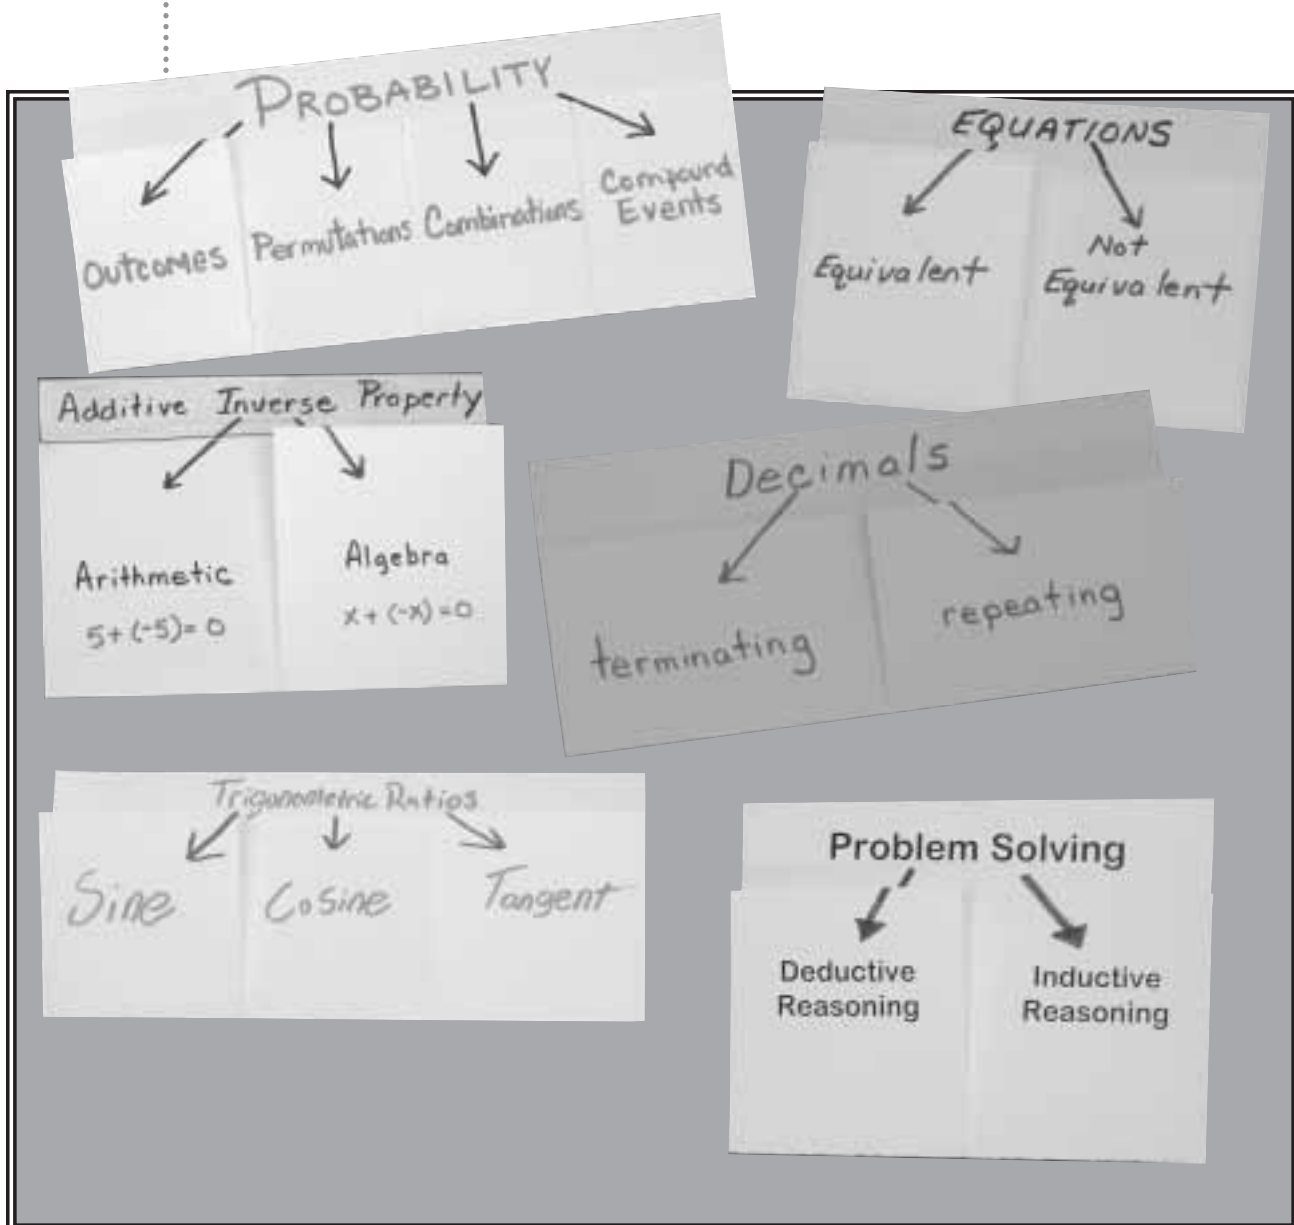 PROBABILITY
Outcomes
Permutations
Combinations
Compound
Events
EQUATIONS
Equivalent
Not
Equivalent
Additive Inverse Property
Arithmetic
5 + (-5) = 0
Algebra
x + (-x) = 0
Decimals
terminating
repeating
Trigonometric Ratios
Sine
Cosine
Tangent
Problem Solving
Deductive
Reasoning
Inductive
Reasoning